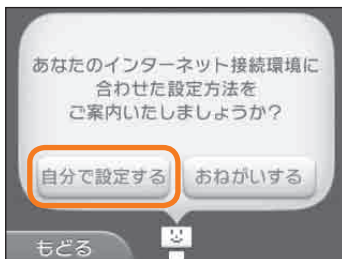 あなたのインターネット接続環境に
合わせた設定方法を
ご案内いたしましょうか？
自分で設定する
おねがいする
もどる